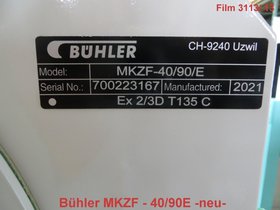 Film 3113
BÜHLER
CH-9240 Uzwil
Model: MKZF-40/90/E
Serial No.: 700223167 Manufactured: 2021
Ex 2/3D T135 C
Bühler MKZF - 40/90E -neu-